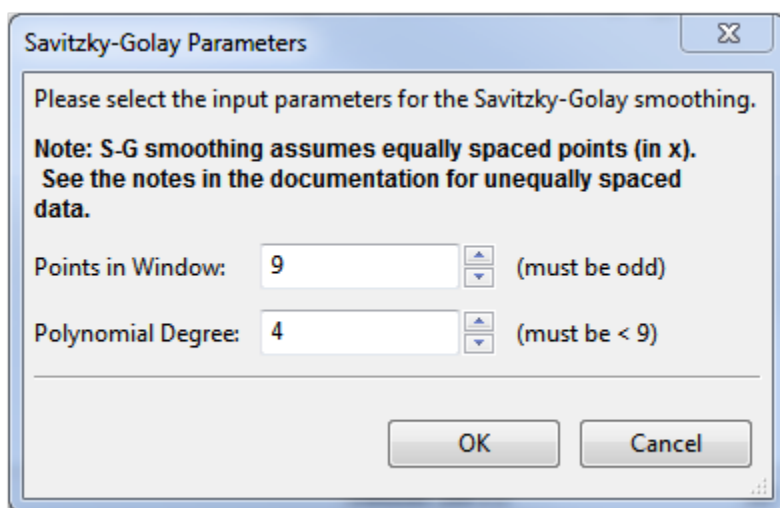 Savitzky-Golay Parameters
Please select the input parameters for the Savitzky-Golay smoothing.
Note: S-G smoothing assumes equally spaced points (in x).
See the notes in the documentation for unequally spaced
data.
Points in Window: 9 (must be odd)
Polynomial Degree: 4 (must be < 9)
OK Cancel